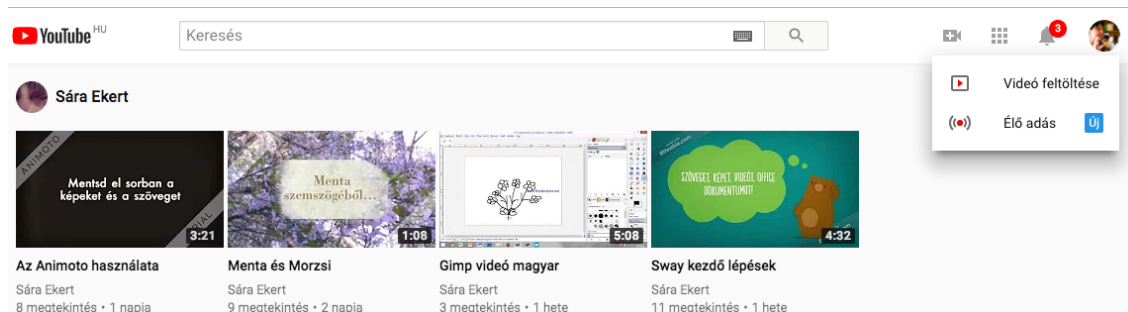 YouTube HU
Keresés
3
Videó feltöltése
Élő adás Új
Sára Ekert
ANIMOTO
Mentsd el sorban a
képeket és a szöveget
3:21
Menta
szemszögéből...
1:08
5:08
SZÖVEGET, KÉPET, VIDEÓT, OFFICE
DOKUMENTUMOT!
4:32
Az Animoto használata
Menta és Morzsi
Gimp videó magyar
Sway kezdő lépések
Sára Ekert
Sára Ekert
Sára Ekert
Sára Ekert
8 megtekintés • 1 napja
9 megtekintés • 2 napja
3 megtekintés • 1 hete
11 megtekintés • 1 hete